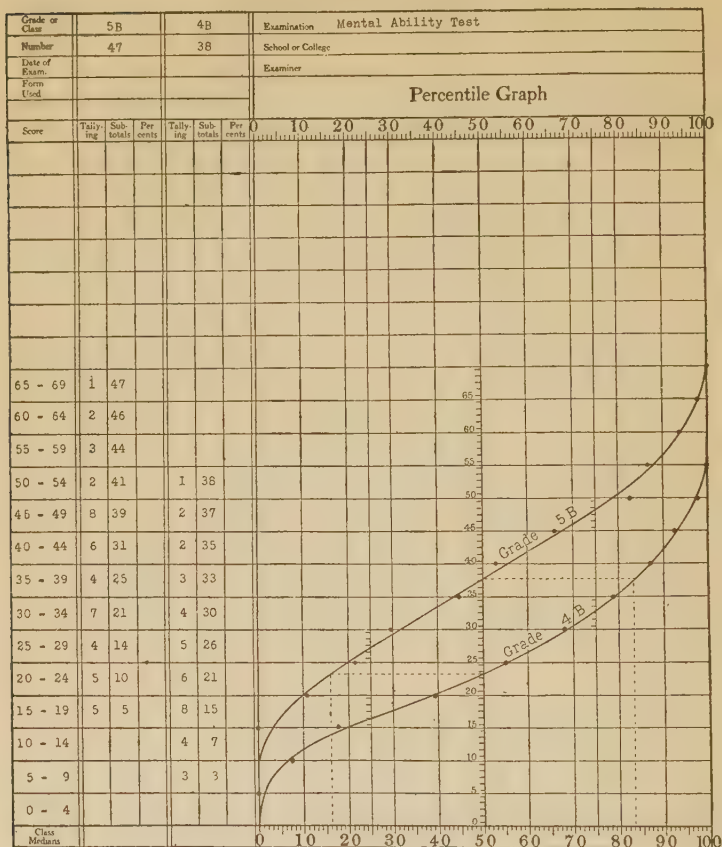 Grade or Class 5B 4B Examination Mental Ability Test
Number 47 38 School or College
Date of Exam. Examiner
Form Used
Percentile Graph
Score Tally-ing Sub-totals Per cents Tally-ing Sub-totals Per cents 0 10 20 30 40 50 60 70 80 90 100
65 - 69 1 47
60 - 64 2 46
55 - 59 3 44
50 - 54 2 41 1 38
45 - 49 8 39 2 37
40 - 44 6 31 2 35
35 - 39 4 25 3 33
30 - 34 7 21 4 30
25 - 29 4 14 5 26
20 - 24 5 10 6 21
15 - 19 5 5 8 15
10 - 14 4 7
5 - 9 3 3
0 - 4
65
60
55
50
45
40
35
30
25
20
15
10
5
0
Grade 5 B
Grade 4 B
Class Medians 0 10 20 30 40 50 60 70 80 90 100